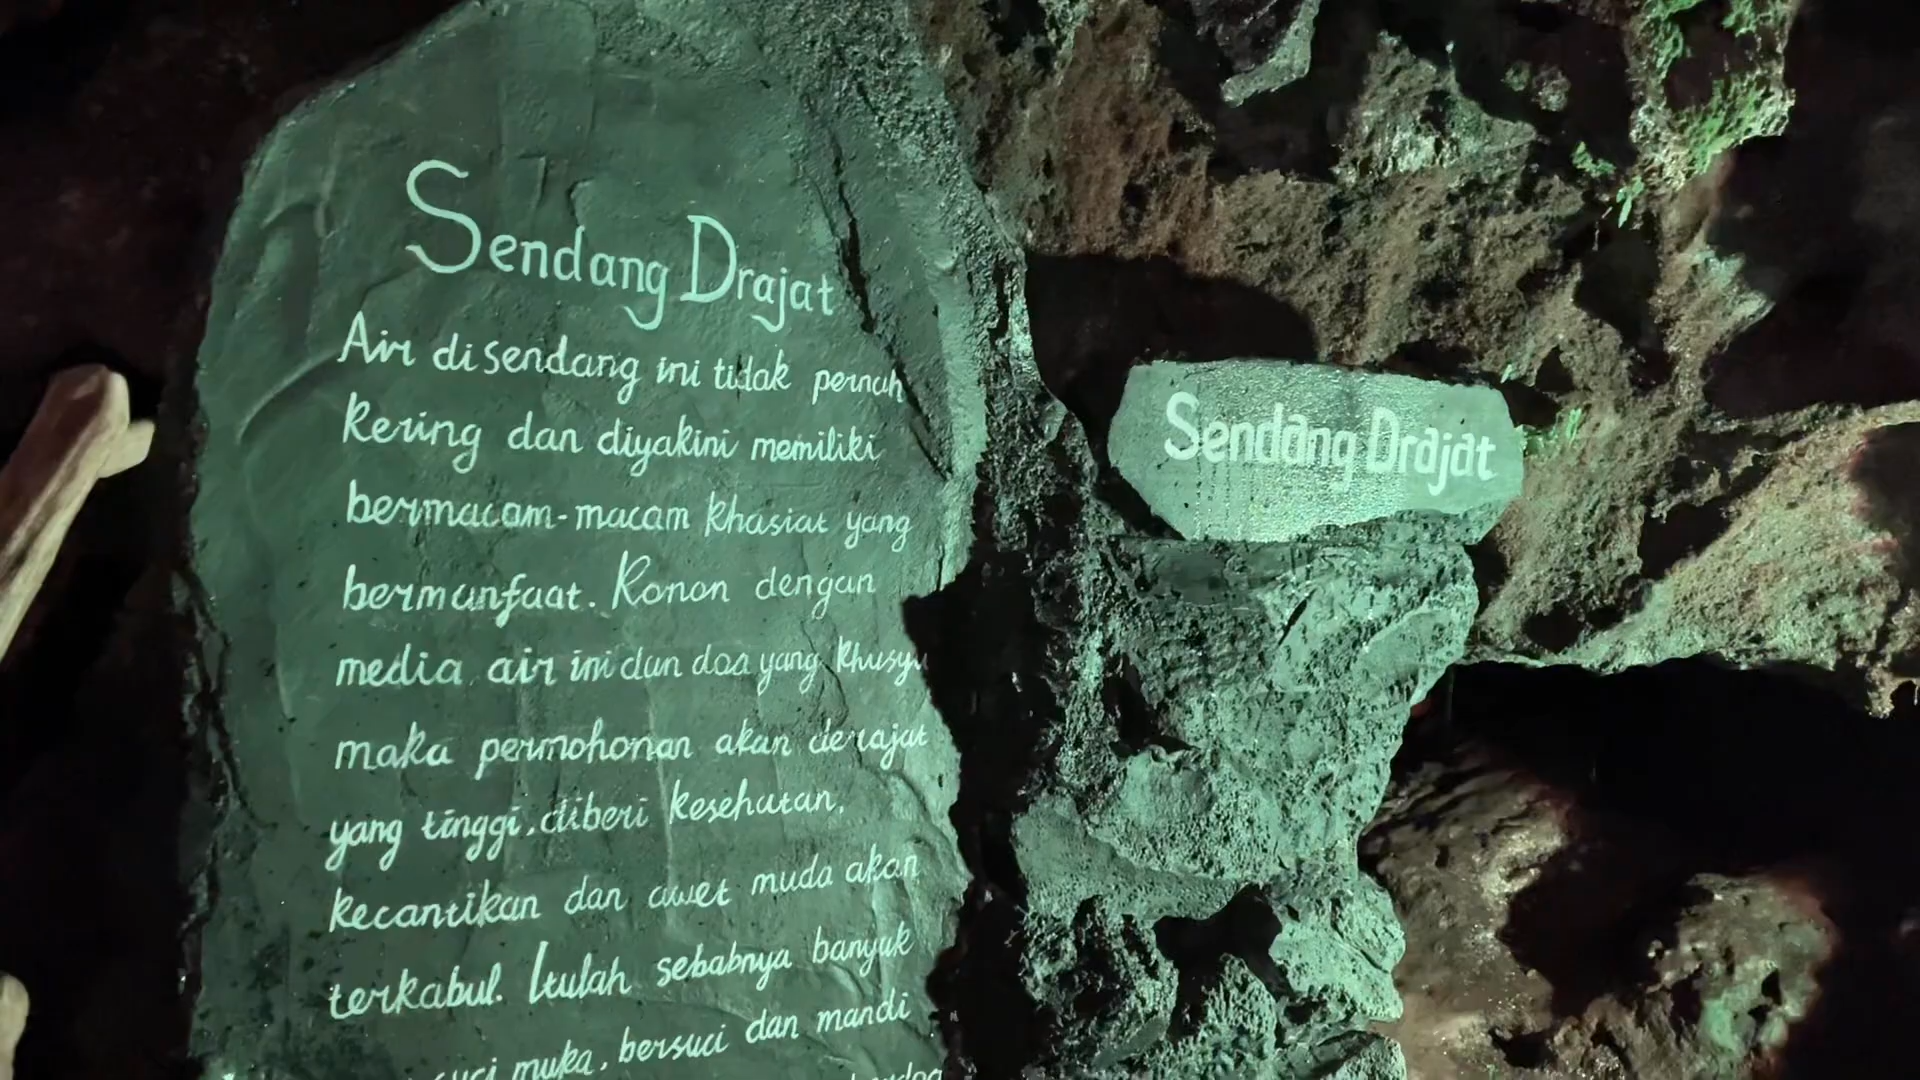 Sendang Drajat
Air di sendang ini tidak pernah
kering dan diyakini memiliki
bermacam-macam khasiat yang
bermanfaat. Konon dengan
media air ini dan doa yang khusyu
maka permohonan akan derajat
yang tinggi, diberi kesehatan,
kecantikan dan awet muda akan
terkabul. Itulah sebabnya banyak
muka, bersuci dan mandi
Sendang Drajat